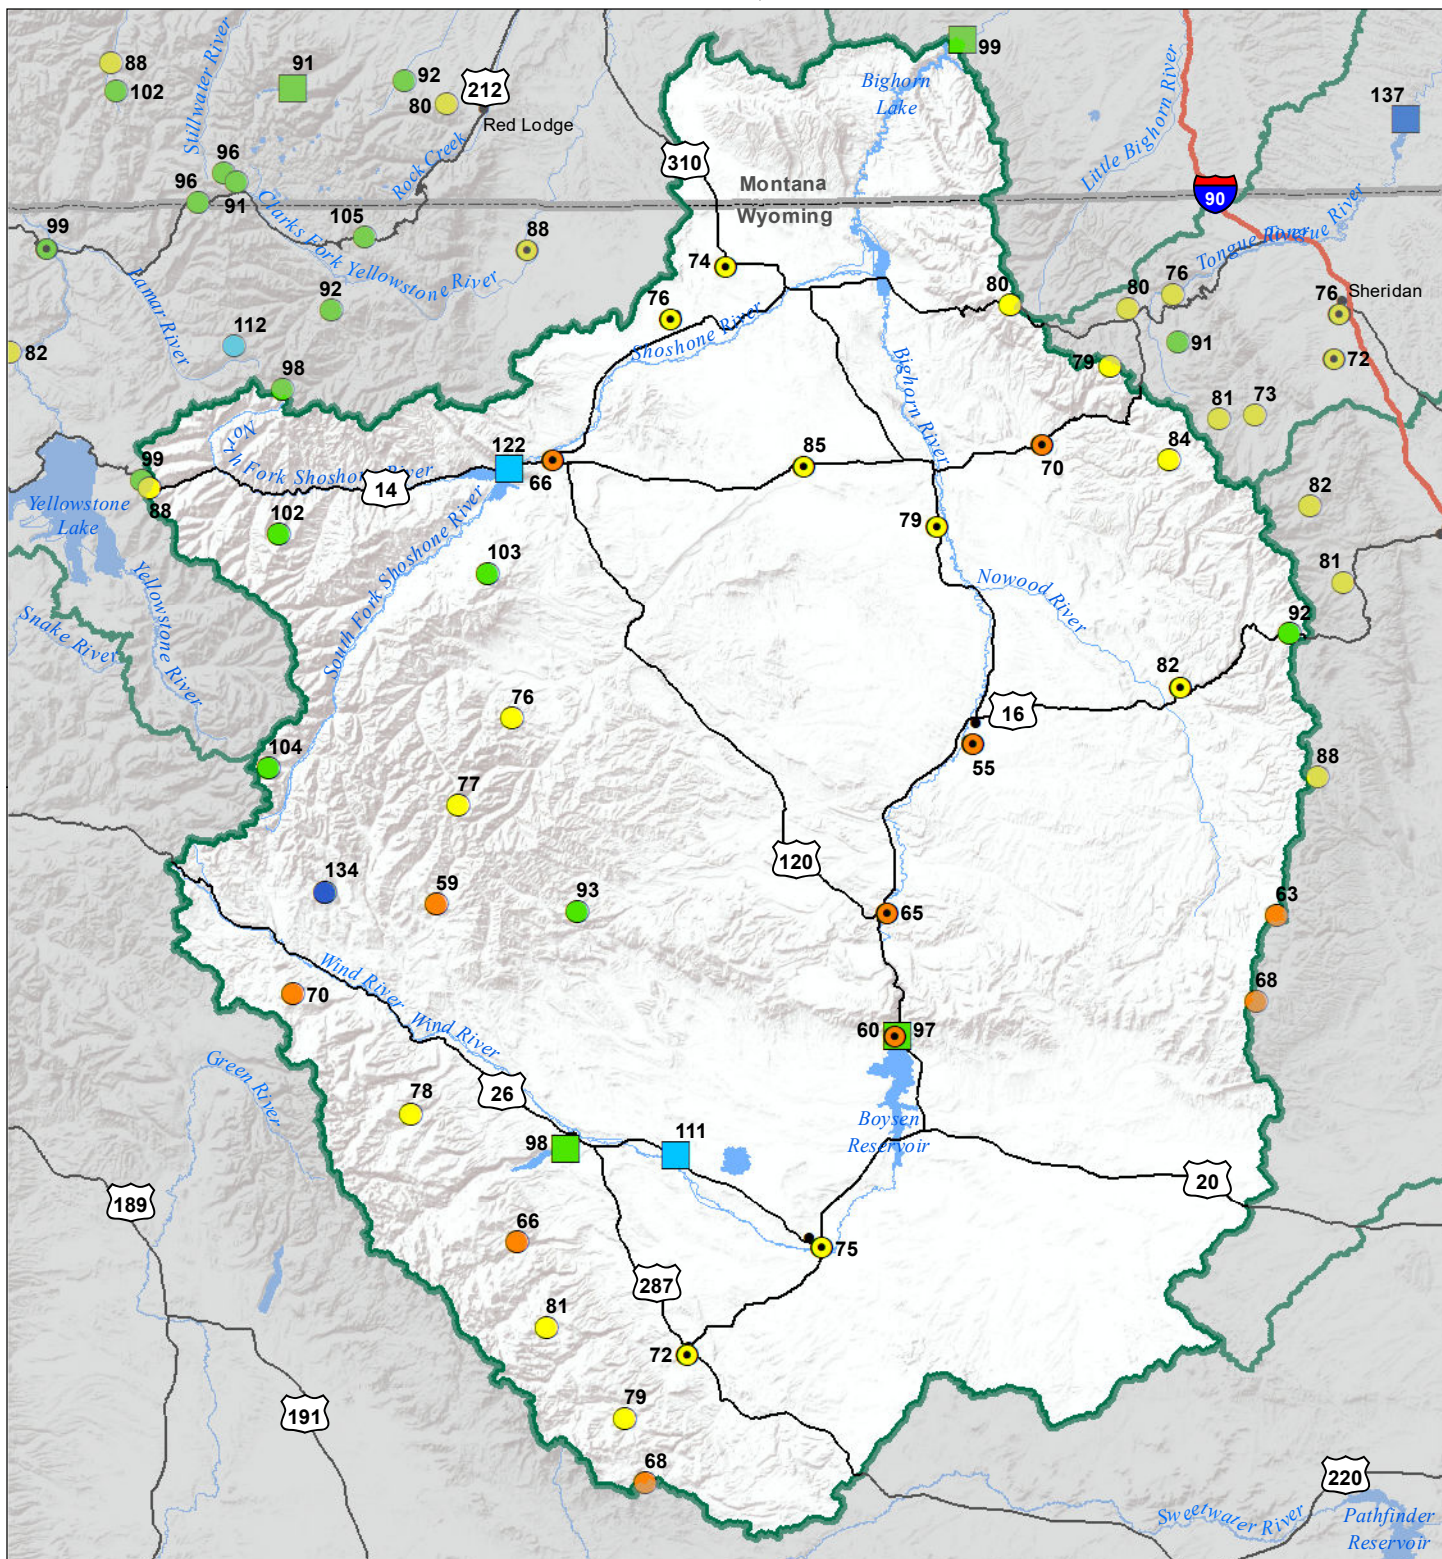 99
88
91
92
102
80
212
Red Lodge
Stillwater River
Bighorn
Lake
Little Bighorn River
137
96
96
91
Rock Creek
310
Montana
Wyoming
90
99
105
Clarks Fork Yellowstone River
88
Lamar River
92
112
82
98
74
76
Shoshone River
80
80
76
Tongue River
Tongue River
76
Sheridan
91
72
79
81
73
Bighorn River
North Fork Shoshone River
99
88
14
122
66
85
70
84
82
Yellowstone
Lake
102
103
South Fork Shoshone River
79
Nowood River
81
92
Yellowstone River
Snake River
76
82
16
55
104
77
88
120
134
59
93
65
63
70
Wind River
Wind River
68
60
97
Green River
78
26
98
111
Boysen
Reservoir
20
189
66
75
287
81
72
191
79
68
220
Sweetwater River
Pathfinder
Reservoir